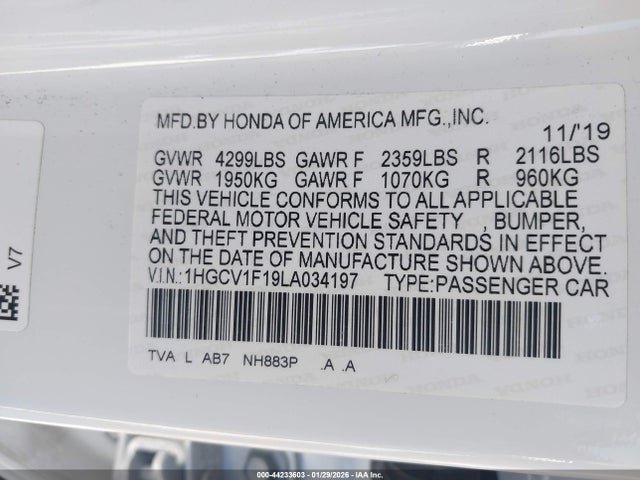 MFD.BY HONDA OF AMERICA MFG.,INC. 11/'19
GVWR 4299LBS GAWR F 2359LBS R 2116LBS
GVWR 1950KG GAWR F 1070KG R 960KG
THIS VEHICLE CONFORMS TO ALL APPLICABLE
FEDERAL MOTOR VEHICLE SAFETY , BUMPER,
AND THEFT PREVENTION STANDARDS IN EFFECT
ON THE DATE OF MANUFACTURE SHOWN ABOVE.
V.I.N.:1HGCV1F19LA034197 TYPE:PASSENGER CAR
TVA L AB7 NH883P .A .A
V7
000-44233603 - 01/29/2026 - IAA Inc.